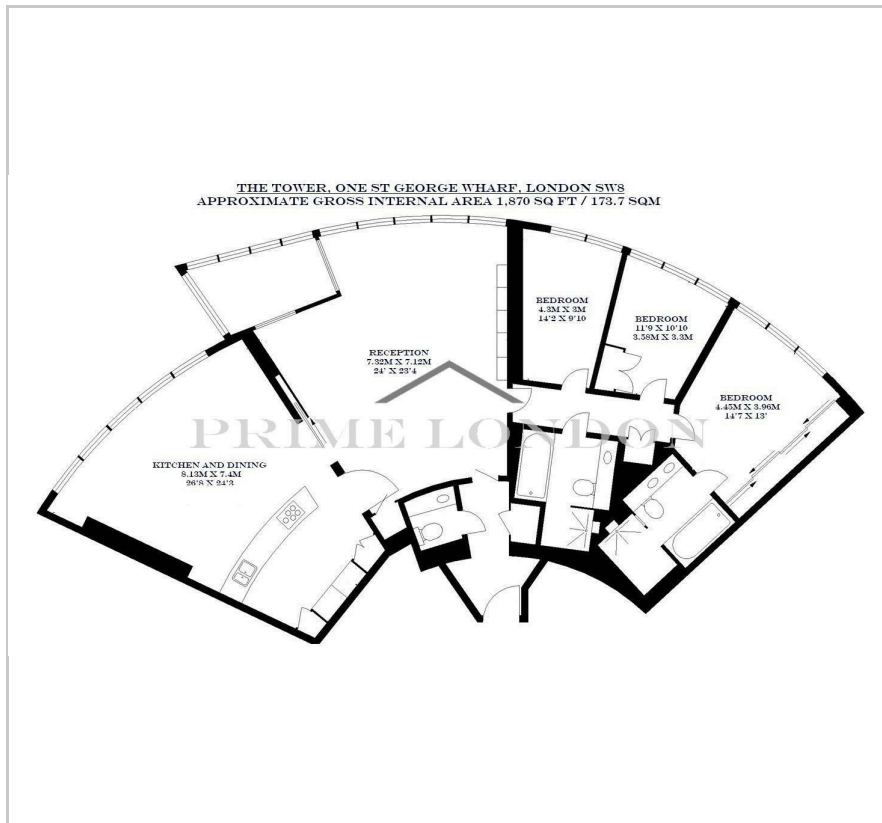 THE TOWER, ONE ST GEORGE WHARF, LONDON SW8
APPROXIMATE GROSS INTERNAL AREA 1,870 SQ FT / 173.7 SQM
BEDROOM
4.3M X 3M
14'2 X 9'10
BEDROOM
11'9 X 10'10
3.58M X 3.3M
RECEPTION
7.32M X 7.12M
24' X 23'4
BEDROOM
4.45M X 3.96M
14'7 X 13'
PRIME LONDON
KITCHEN AND DINING
8.13M X 7.4M
26'8 X 24'3